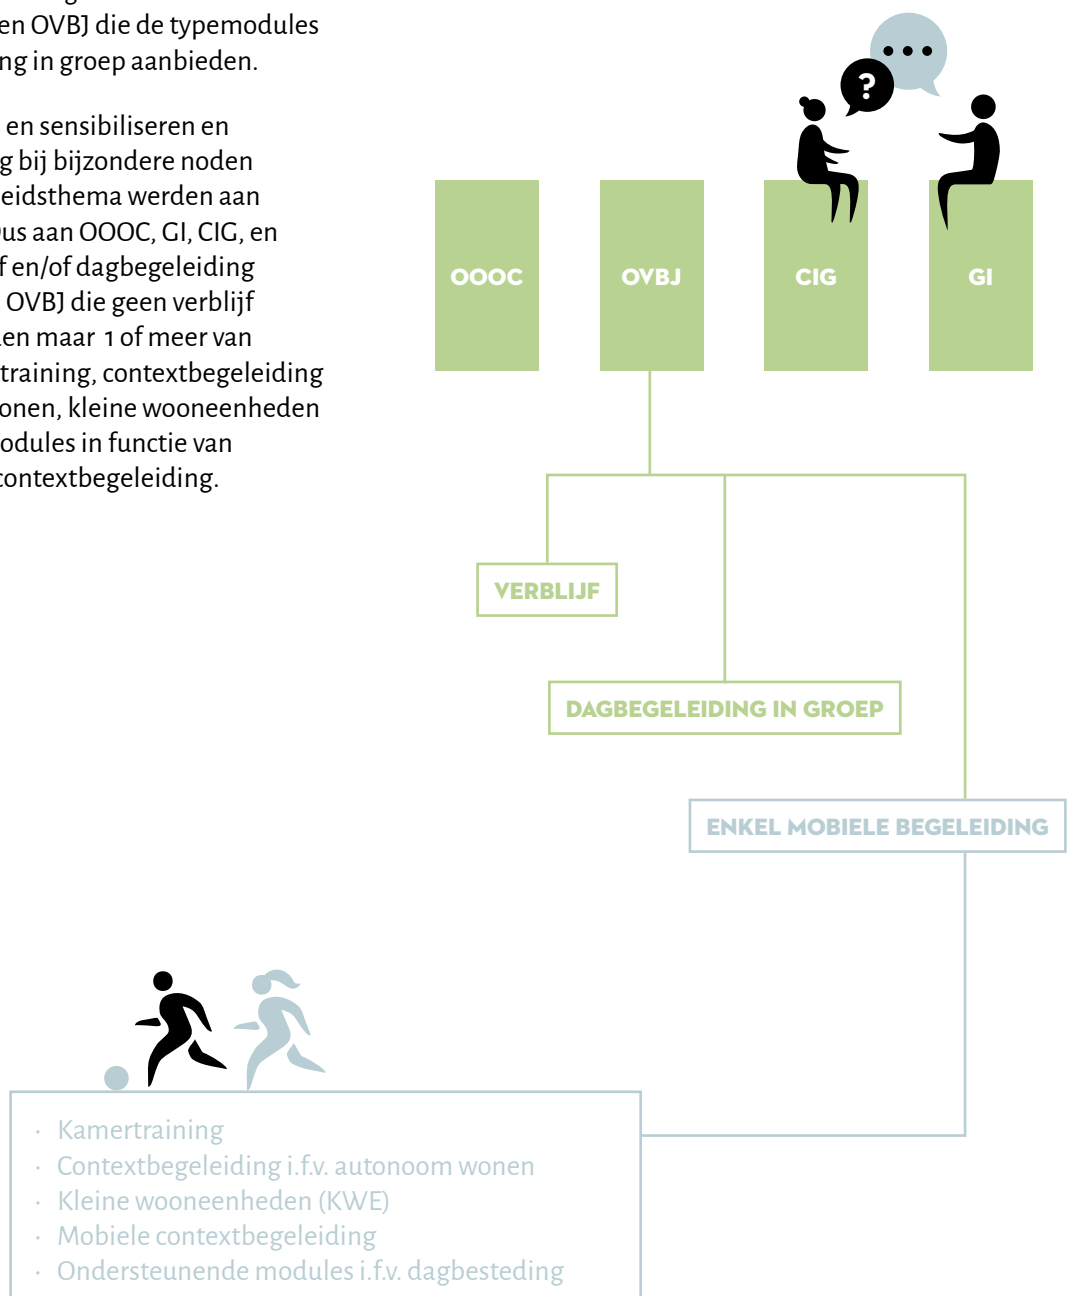 en OVBJ die de typemodules
ng in groep aanbieden.
en sensibiliseren en
g bij bijzondere noden
eidsthema werden aan
us aan OOOC, GI, CIG, en
f en/of dagbegeleiding
OVBJ die geen verblijf
en maar 1 of meer van
training, contextbegeleiding
onen, kleine wooneenheden
odules in functie van
contextbegeleiding.
...
?
OOOC
OVBJ
CIG
GI
VERBLIJF
DAGBEGELEIDING IN GROEP
ENKEL MOBIELE BEGELEIDING
· Kamertraining
· Contextbegeleiding i.f.v. autonoom wonen
· Kleine wooneenheden (KWE)
· Mobiele contextbegeleiding
· Ondersteunende modules i.f.v. dagbesteding